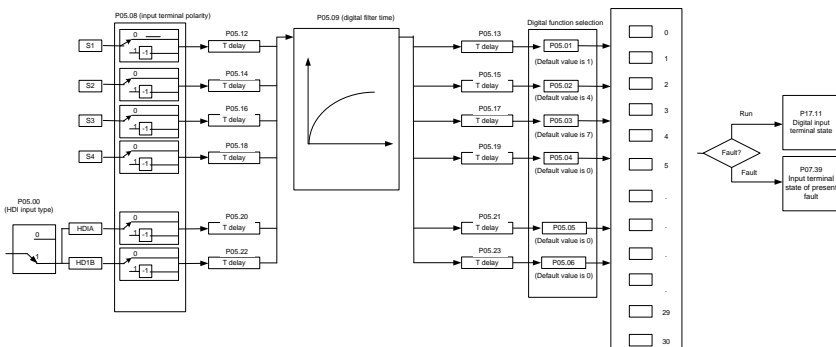 P05.08 (input terminal polarity)
P05.09 (digital filter time)
Digital function selection
P05.12
P05.13
S1
0
1
-1
T delay
T delay
P05.01
(Default value is 1)
P05.14
P05.15
S2
0
1
-1
T delay
T delay
P05.02
(Default value is 4)
P05.16
P05.17
S3
0
1
-1
T delay
T delay
P05.03
(Default value is 7)
P05.18
P05.19
S4
0
1
-1
T delay
T delay
P05.04
(Default value is 0)
P05.00
(HDI input type)
0
1
P05.20
P05.21
HDIA
0
1
-1
T delay
T delay
P05.05
(Default value is 0)
P05.22
P05.23
HD1B
0
1
-1
T delay
T delay
P05.06
(Default value is 0)
0
1
2
3
4
5
.
.
.
.
29
30
Fault?
Run
Fault
P17.11
Digital input
terminal state
P07.39
Input terminal
state of present
fault